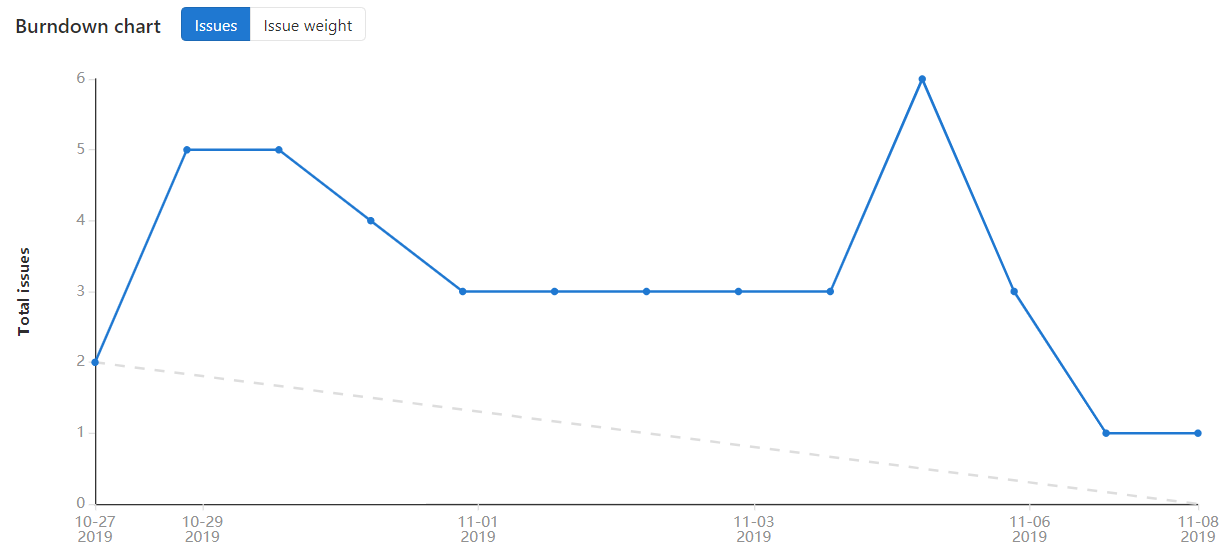 Burndown chart Issues Issue weight
6
5
4
3
2
1
0
Total issues
10-27 10-29 11-01 11-03 11-06 11-08
2019 2019 2019 2019 2019 2019